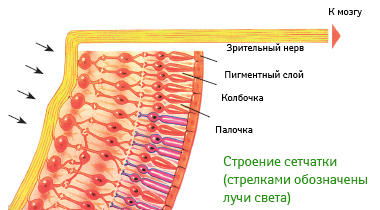 К мозгу
Зрительный нерв
Пигментный слой
Колбочка
Палочка
Строение сетчатки
(стрелками обозначены
лучи света)